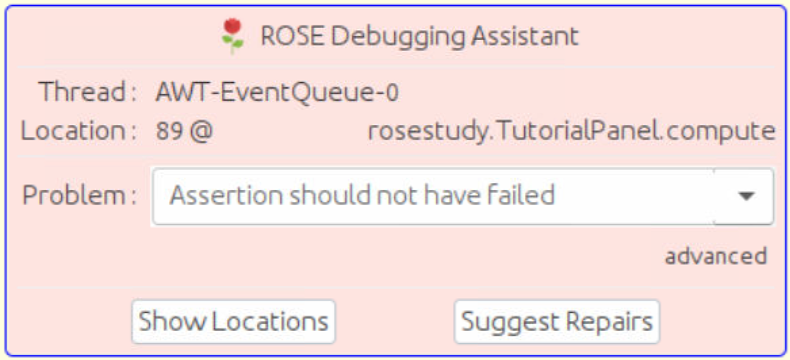 ROSE Debugging Assistant
Thread: AWT-EventQueue-0
Location: 89 @ rosestudy.TutorialPanel.compute
Problem: Assertion should not have failed
advanced
Show Locations Suggest Repairs